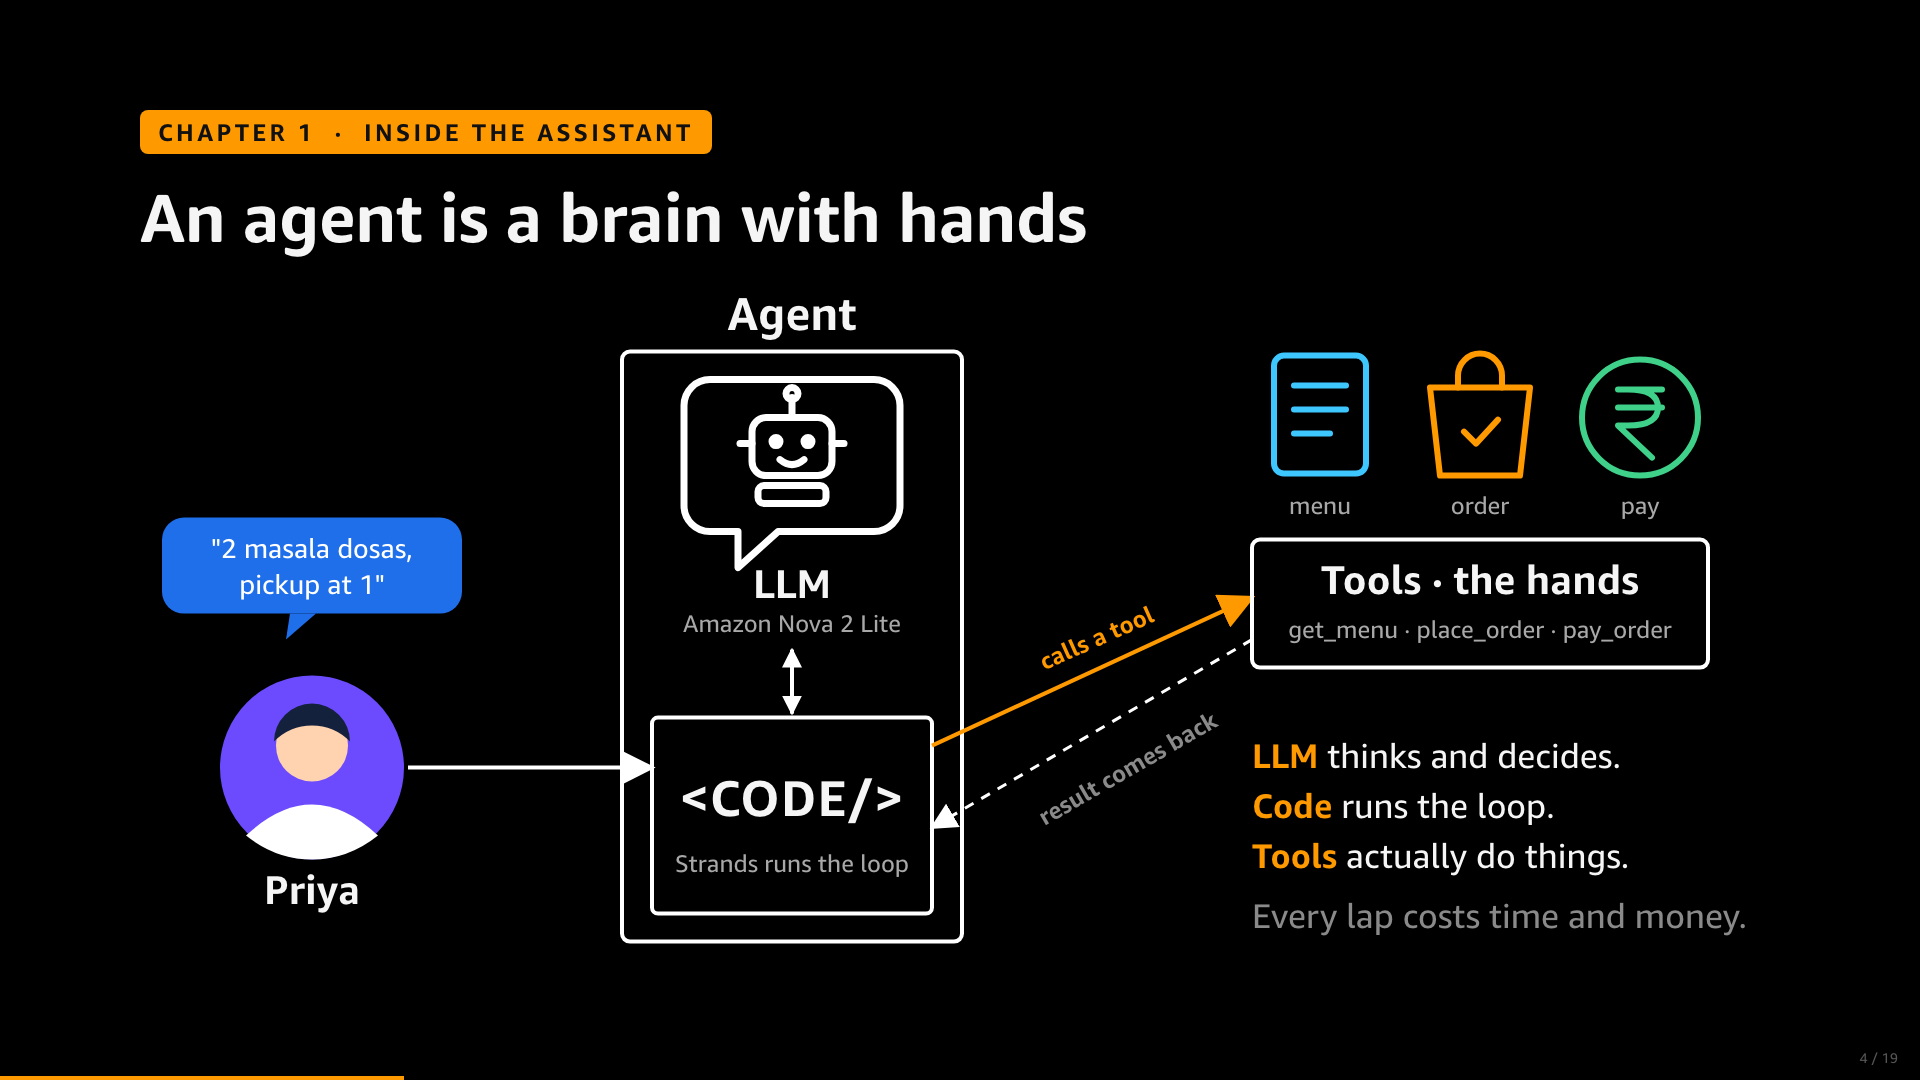 CHAPTER 1 · INSIDE THE ASSISTANT
An agent is a brain with hands
Agent
LLM
Amazon Nova 2 Lite
<CODE/>
Strands runs the loop
"2 masala dosas,
pickup at 1"
Priya
calls a tool
result comes back
₹
menu
order
pay
Tools · the hands
get_menu · place_order · pay_order
LLM thinks and decides.
Code runs the loop.
Tools actually do things.
Every lap costs time and money.
4 / 19